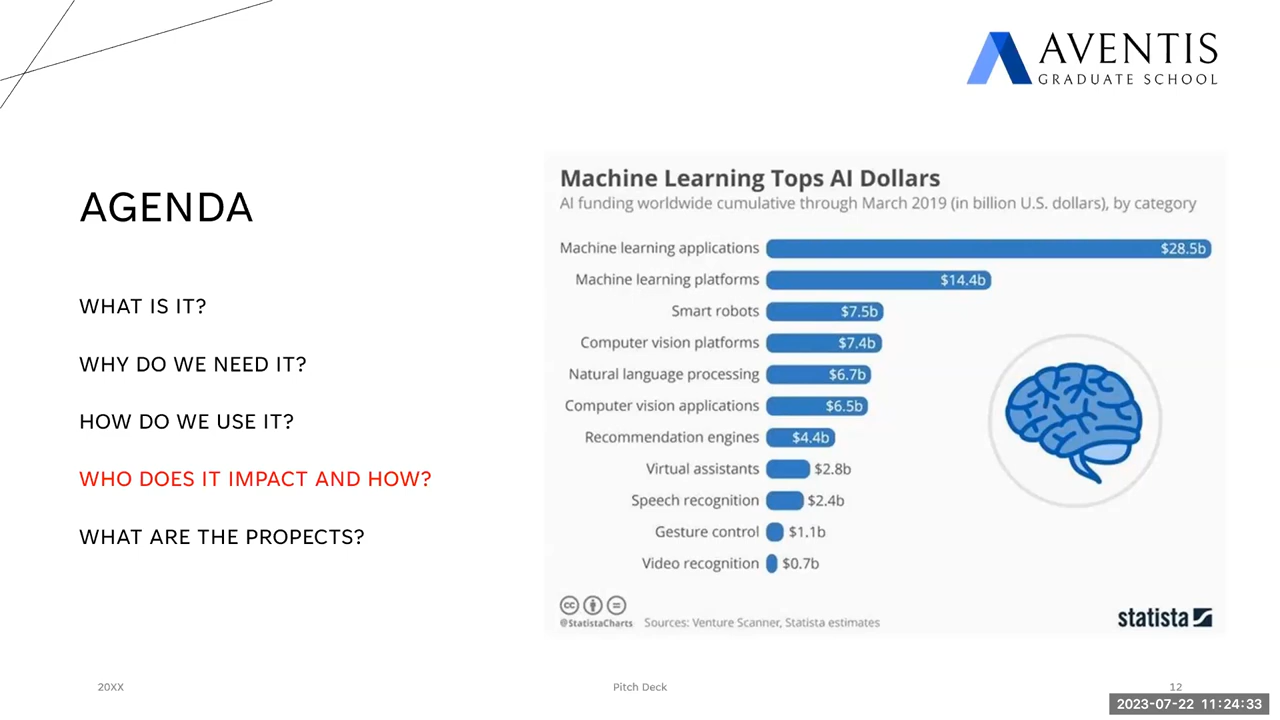 AVENTIS
GRADUATE SCHOOL
AGENDA
WHAT IS IT?
WHY DO WE NEED IT?
HOW DO WE USE IT?
WHO DOES IT IMPACT AND HOW?
WHAT ARE THE PROPECTS?
Machine Learning Tops AI Dollars
AI funding worldwide cumulative through March 2019 (in billion U.S. dollars), by category
Machine learning applications $28.5b
Machine learning platforms $14.4b
Smart robots $7.5b
Computer vision platforms $7.4b
Natural language processing $6.7b
Computer vision applications $6.5b
Recommendation engines $4.4b
Virtual assistants $2.8b
Speech recognition $2.4b
Gesture control $1.1b
Video recognition $0.7b
cc
@StatistaCharts Sources: Venture Scanner, Statista estimates
statista
20XX Pitch Deck 12
2023-07-22 11:24:33